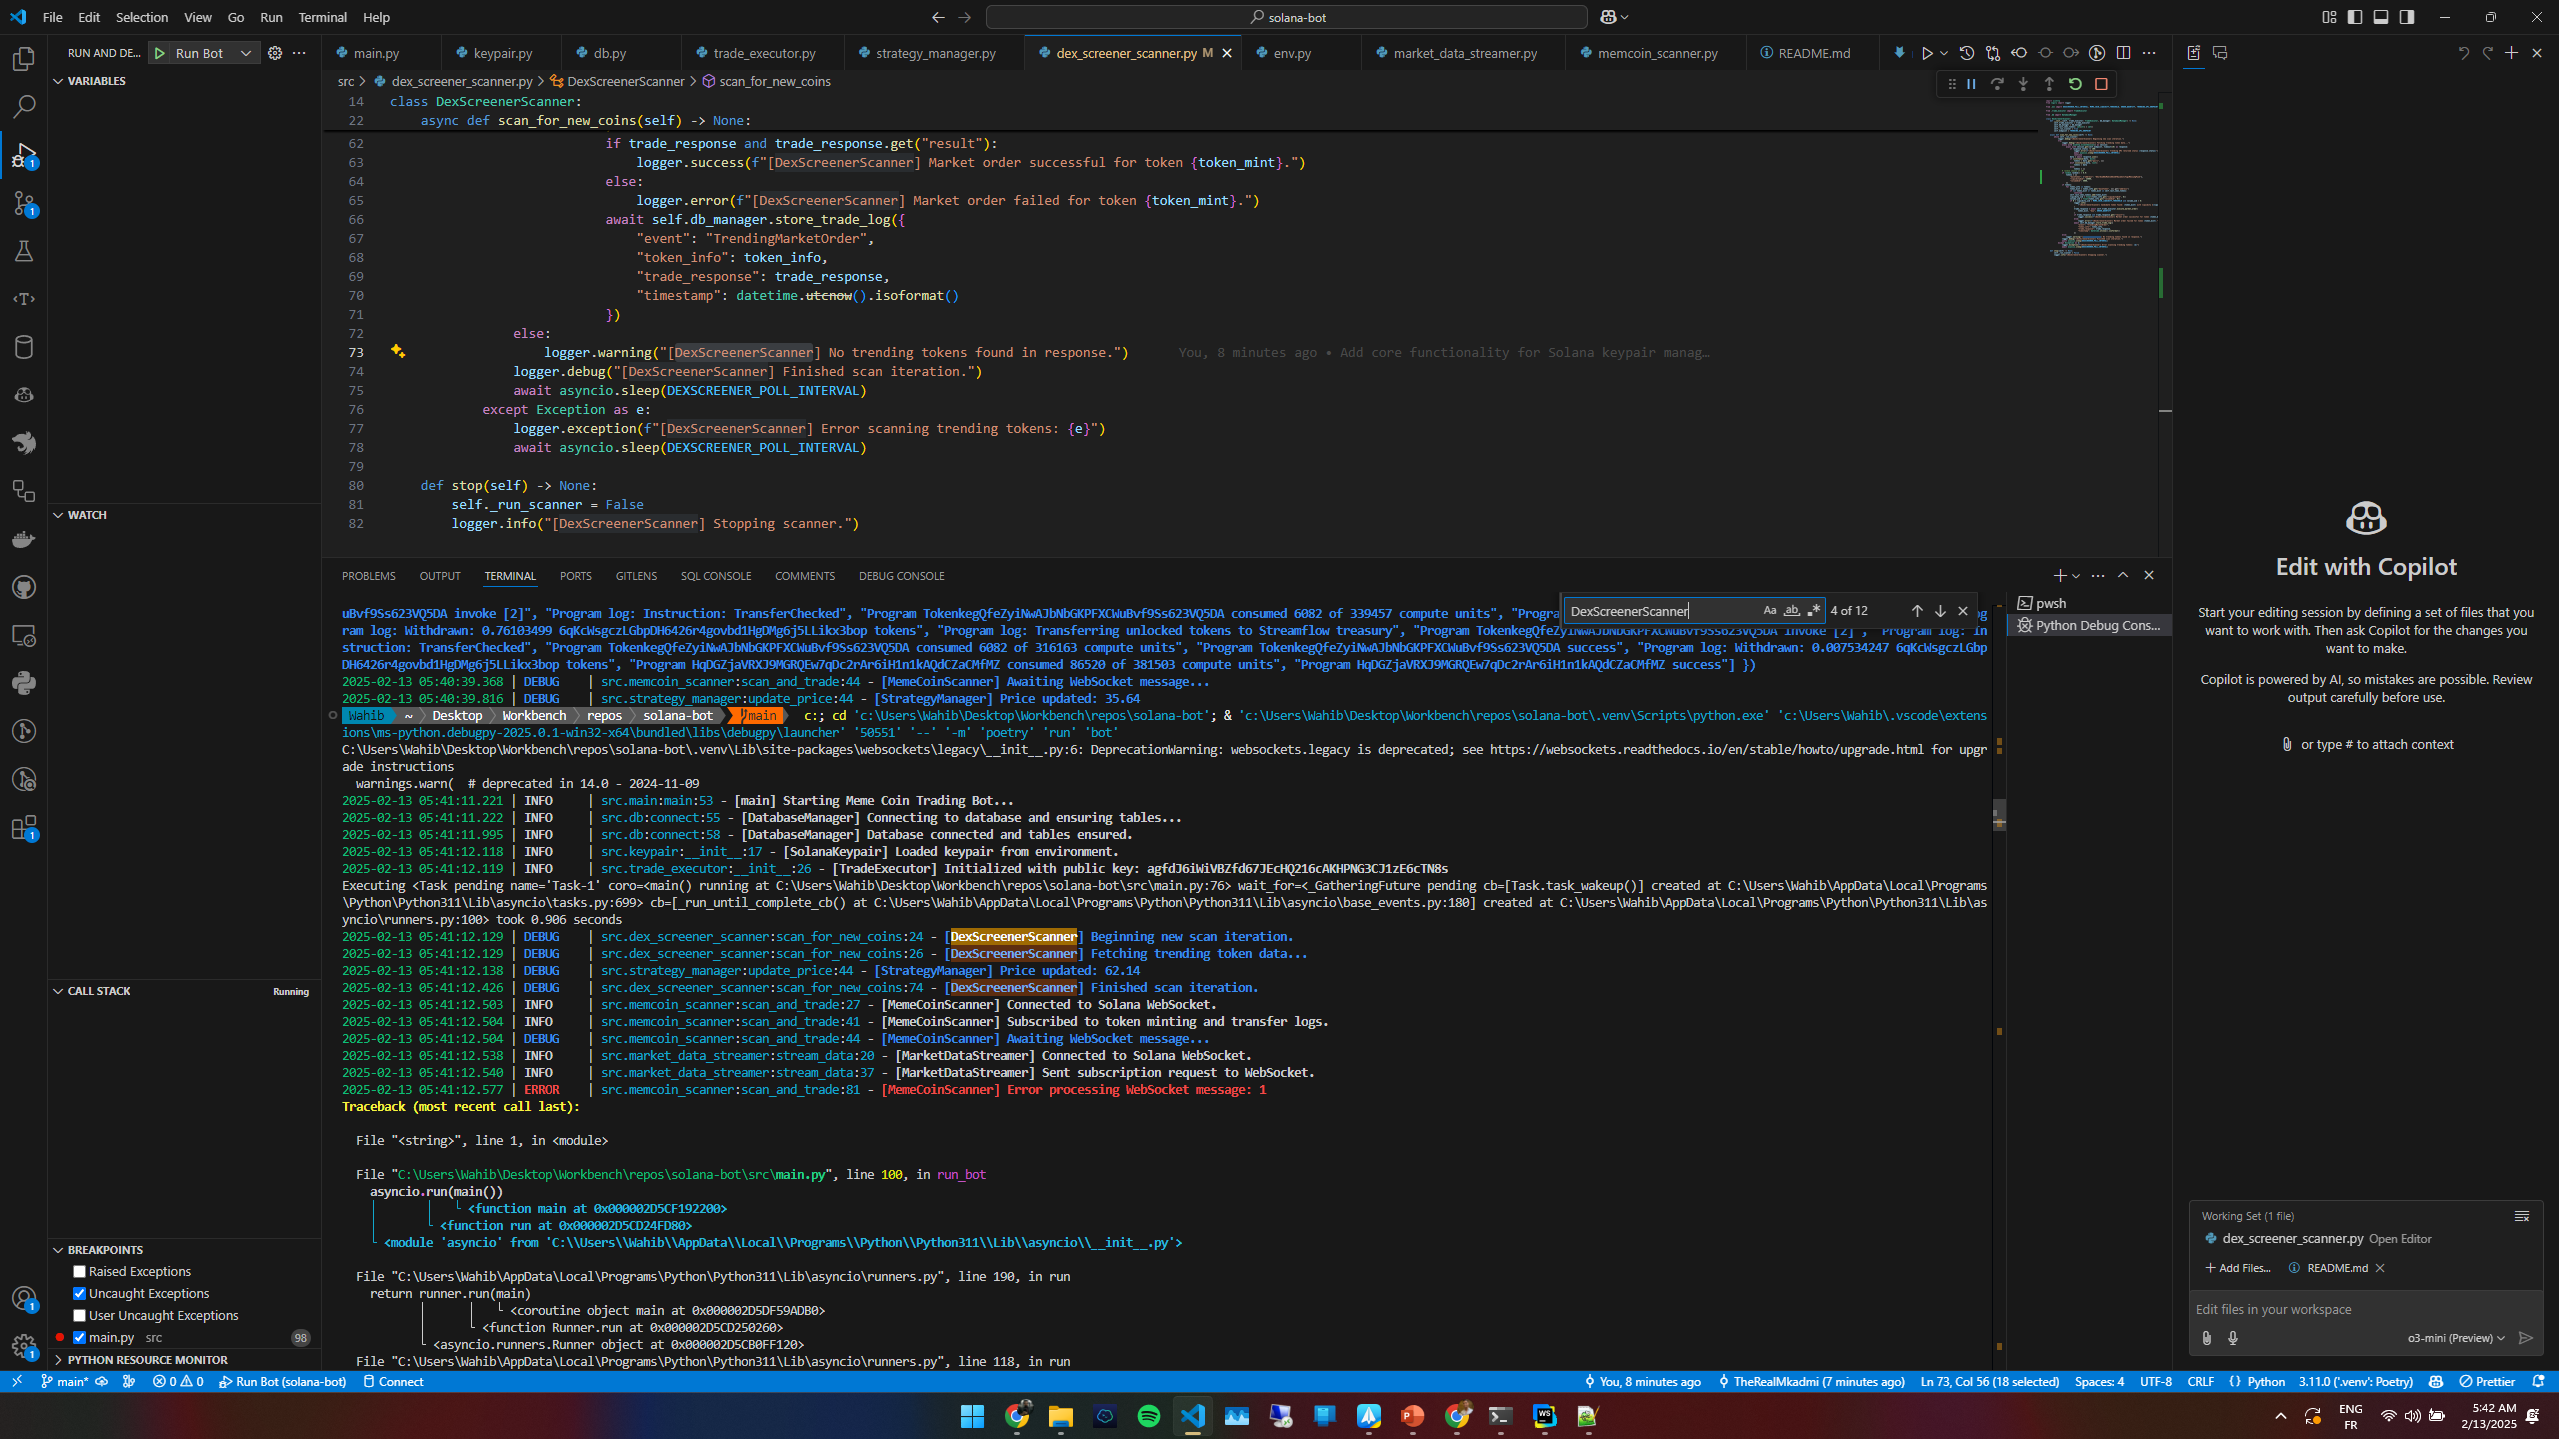 File Edit Selection View Go Run Terminal Help
solana-bot
RUN AND DE... Run Bot
main.py keypair.py db.py trade_executor.py strategy_manager.py dex_screener_scanner.py M env.py market_data_streamer.py memcoin_scanner.py README.md
src > dex_screener_scanner.py > DexScreenerScanner > scan_for_new_coins
VARIABLES
14 class DexScreenerScanner:
22 async def scan_for_new_coins(self) -> None:
62 if trade_response and trade_response.get("result"):
63 logger.success(f"[DexScreenerScanner] Market order successful for token {token_mint}.")
64 else:
65 logger.error(f"[DexScreenerScanner] Market order failed for token {token_mint}.")
66 await self.db_manager.store_trade_log({
67 "event": "TrendingMarketOrder",
68 "token_info": token_info,
69 "trade_response": trade_response,
70 "timestamp": datetime.utcnow().isoformat()
71 })
72 else:
73 logger.warning("[DexScreenerScanner] No trending tokens found in response.") You, 8 minutes ago • Add core functionality for Solana keypair manag…
74 logger.debug("[DexScreenerScanner] Finished scan iteration.")
75 await asyncio.sleep(DEXSCREENER_POLL_INTERVAL)
76 except Exception as e:
77 logger.exception(f"[DexScreenerScanner] Error scanning trending tokens: {e}")
78 await asyncio.sleep(DEXSCREENER_POLL_INTERVAL)
79
80 def stop(self) -> None:
81 self._run_scanner = False
82 logger.info("[DexScreenerScanner] Stopping scanner.")
WATCH
CALL STACK Running
BREAKPOINTS
Raised Exceptions
Uncaught Exceptions
User Uncaught Exceptions
main.py src 98
PYTHON RESOURCE MONITOR
PROBLEMS OUTPUT TERMINAL PORTS GITLENS SQL CONSOLE COMMENTS DEBUG CONSOLE
DexScreenerScanner Aa ab 4 of 12
pwsh
Python Debug Cons...
uBvf9Ss623VQ5DA invoke [2]", "Program log: Instruction: TransferChecked", "Program TokenkegQfeZyiNwAJbNbGKPFXCWuBvf9Ss623VQ5DA consumed 6082 of 339457 compute units", "Progra
ram log: Withdrawn: 0.76103499 6qKcWsgczLGbpDH6426r4govbd1HgDMg6j5LLikx3bop tokens", "Program log: Transferring unlocked tokens to Streamflow treasury", "Program TokenkegQfeZyiNwAJbNbGKPFXCWuBvf9Ss623VQ5DA invoke [2]", "Program log: In
struction: TransferChecked", "Program TokenkegQfeZyiNwAJbNbGKPFXCWuBvf9Ss623VQ5DA consumed 6082 of 316163 compute units", "Program TokenkegQfeZyiNwAJbNbGKPFXCWuBvf9Ss623VQ5DA success", "Program log: Withdrawn: 0.007534247 6qKcWsgczLGbp
DH6426r4govbd1HgDMg6j5LLikx3bop tokens", "Program HqDGZjaVRXJ9MGRQEw7qDc2rAr6iH1n1kAQdCZaCMfMZ consumed 86520 of 381503 compute units", "Program HqDGZjaVRXJ9MGRQEw7qDc2rAr6iH1n1kAQdCZaCMfMZ success"] })
2025-02-13 05:40:39.368 | DEBUG | src.memcoin_scanner:scan_and_trade:44 - [MemeCoinScanner] Awaiting WebSocket message...
2025-02-13 05:40:39.816 | DEBUG | src.strategy_manager:update_price:44 - [StrategyManager] Price updated: 35.64
Wahib ~ Desktop Workbench repos solana-bot main c:; cd 'c:\Users\Wahib\Desktop\Workbench\repos\solana-bot'; & 'c:\Users\Wahib\Desktop\Workbench\repos\solana-bot\.venv\Scripts\python.exe' 'c:\Users\Wahib\.vscode\extens
ions\ms-python.debugpy-2025.0.1-win32-x64\bundled\libs\debugpy\launcher' '50551' '--' '-m' 'poetry' 'run' 'bot'
C:\Users\Wahib\Desktop\Workbench\repos\solana-bot\.venv\Lib\site-packages\websockets\legacy\__init__.py:6: DeprecationWarning: websockets.legacy is deprecated; see https://websockets.readthedocs.io/en/stable/howto/upgrade.html for upgr
ade instructions
warnings.warn( # deprecated in 14.0 - 2024-11-09
2025-02-13 05:41:11.221 | INFO | src.main:main:53 - [main] Starting Meme Coin Trading Bot...
2025-02-13 05:41:11.222 | INFO | src.db:connect:55 - [DatabaseManager] Connecting to database and ensuring tables...
2025-02-13 05:41:11.995 | INFO | src.db:connect:58 - [DatabaseManager] Database connected and tables ensured.
2025-02-13 05:41:12.118 | INFO | src.keypair:__init__:17 - [SolanaKeypair] Loaded keypair from environment.
2025-02-13 05:41:12.119 | INFO | src.trade_executor:__init__:26 - [TradeExecutor] Initialized with public key: agfdJ6iWiVBZfd67JEcHQ216cAKHPNG3CJ1zE6cTN8s
Executing <Task pending name='Task-1' coro=<main() running at C:\Users\Wahib\Desktop\Workbench\repos\solana-bot\src\main.py:76> wait_for=<_GatheringFuture pending cb=[Task.task_wakeup()] created at C:\Users\Wahib\AppData\Local\Programs
\Python\Python311\Lib\asyncio\tasks.py:699> cb=[_run_until_complete_cb() at C:\Users\Wahib\AppData\Local\Programs\Python\Python311\Lib\asyncio\base_events.py:180] created at C:\Users\Wahib\AppData\Local\Programs\Python\Python311\Lib\as
yncio\runners.py:100> took 0.906 seconds
2025-02-13 05:41:12.129 | DEBUG | src.dex_screener_scanner:scan_for_new_coins:24 - [DexScreenerScanner] Beginning new scan iteration.
2025-02-13 05:41:12.129 | DEBUG | src.dex_screener_scanner:scan_for_new_coins:26 - [DexScreenerScanner] Fetching trending token data...
2025-02-13 05:41:12.138 | DEBUG | src.strategy_manager:update_price:44 - [StrategyManager] Price updated: 62.14
2025-02-13 05:41:12.426 | DEBUG | src.dex_screener_scanner:scan_for_new_coins:74 - [DexScreenerScanner] Finished scan iteration.
2025-02-13 05:41:12.503 | INFO | src.memcoin_scanner:scan_and_trade:27 - [MemeCoinScanner] Connected to Solana WebSocket.
2025-02-13 05:41:12.504 | INFO | src.memcoin_scanner:scan_and_trade:41 - [MemeCoinScanner] Subscribed to token minting and transfer logs.
2025-02-13 05:41:12.504 | DEBUG | src.memcoin_scanner:scan_and_trade:44 - [MemeCoinScanner] Awaiting WebSocket message...
2025-02-13 05:41:12.538 | INFO | src.market_data_streamer:stream_data:20 - [MarketDataStreamer] Connected to Solana WebSocket.
2025-02-13 05:41:12.540 | INFO | src.market_data_streamer:stream_data:37 - [MarketDataStreamer] Sent subscription request to WebSocket.
2025-02-13 05:41:12.577 | ERROR | src.memcoin_scanner:scan_and_trade:81 - [MemeCoinScanner] Error processing WebSocket message: 1
Traceback (most recent call last):
File "<string>", line 1, in <module>
File "C:\Users\Wahib\Desktop\Workbench\repos\solana-bot\src\main.py", line 100, in run_bot
asyncio.run(main())
<function main at 0x000002D5CF192200>
<function run at 0x000002D5CD24FD80>
<module 'asyncio' from 'C:\\Users\\Wahib\\AppData\\Local\\Programs\\Python\\Python311\\Lib\\asyncio\\__init__.py'>
File "C:\Users\Wahib\AppData\Local\Programs\Python\Python311\Lib\asyncio\runners.py", line 190, in run
return runner.run(main)
<coroutine object main at 0x000002D5DF59ADB0>
<function Runner.run at 0x000002D5CD250260>
<asyncio.runners.Runner object at 0x000002D5CB0FF120>
File "C:\Users\Wahib\AppData\Local\Programs\Python\Python311\Lib\asyncio\runners.py", line 118, in run
Edit with Copilot
Start your editing session by defining a set of files that you
want to work with. Then ask Copilot for the changes you
want to make.
Copilot is powered by AI, so mistakes are possible. Review
output carefully before use.
or type # to attach context
Working Set (1 file)
dex_screener_scanner.py Open Editor
Add Files... README.md
Edit files in your workspace
o3-mini (Preview)
main* 0 0 Run Bot (solana-bot) Connect You, 8 minutes ago TheRealMkadmi (7 minutes ago) Ln 73, Col 56 (18 selected) Spaces: 4 UTF-8 CRLF Python 3.11.0 ('.venv': Poetry) Prettier
ENG
FR
5:42 AM
2/13/2025